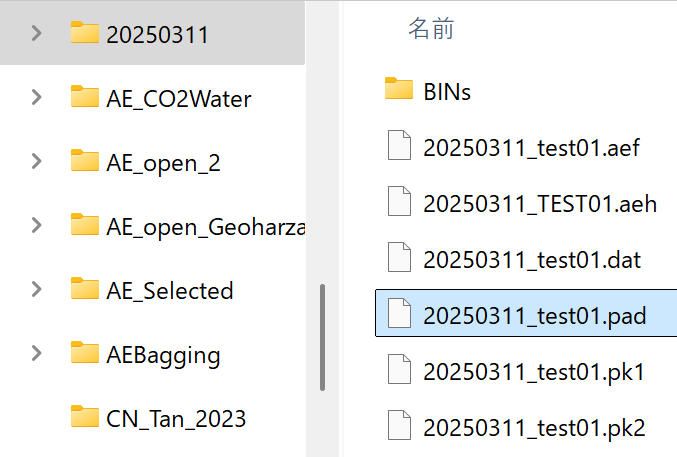 20250311
AE_CO2Water
AE_open_2
AE_open_Geoharza
AE_Selected
AEBagging
CN_Tan_2023
名前
BINs
20250311_test01.aef
20250311_TEST01.aeh
20250311_test01.dat
20250311_test01.pad
20250311_test01.pk1
20250311_test01.pk2